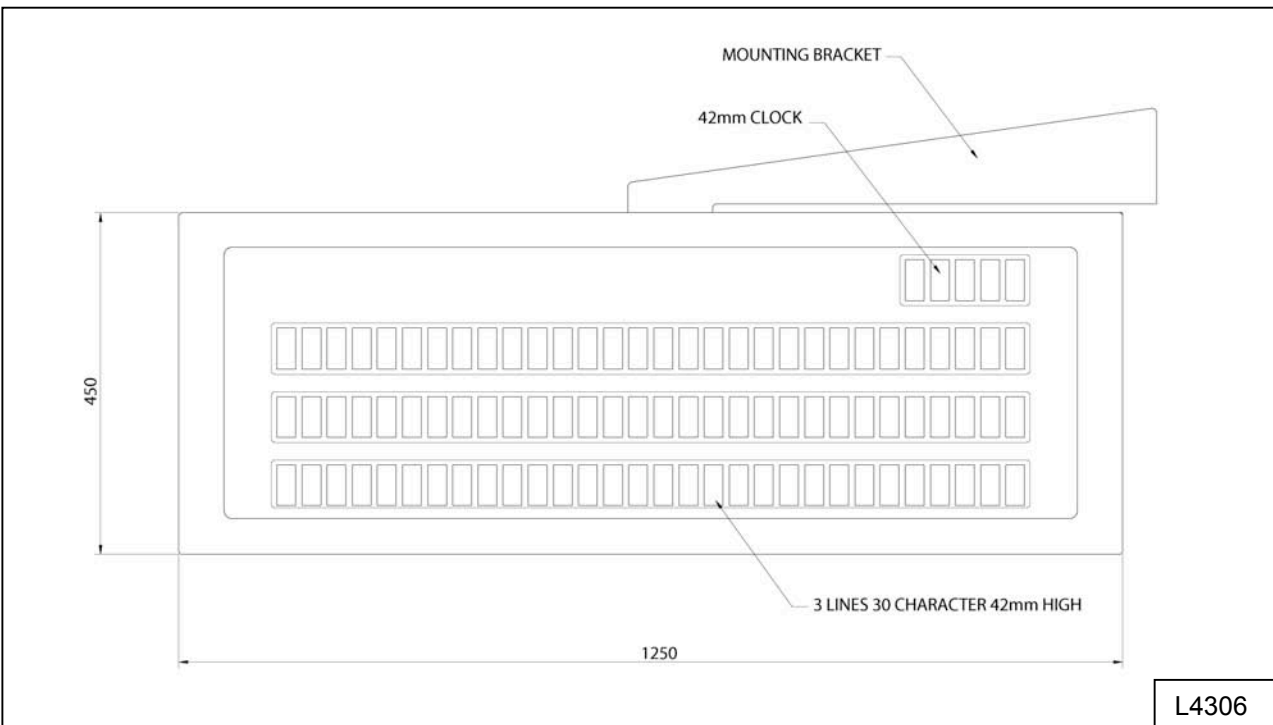 MOUNTING BRACKET
42mm CLOCK
450
3 LINES 30 CHARACTER 42mm HIGH
1250
L4306